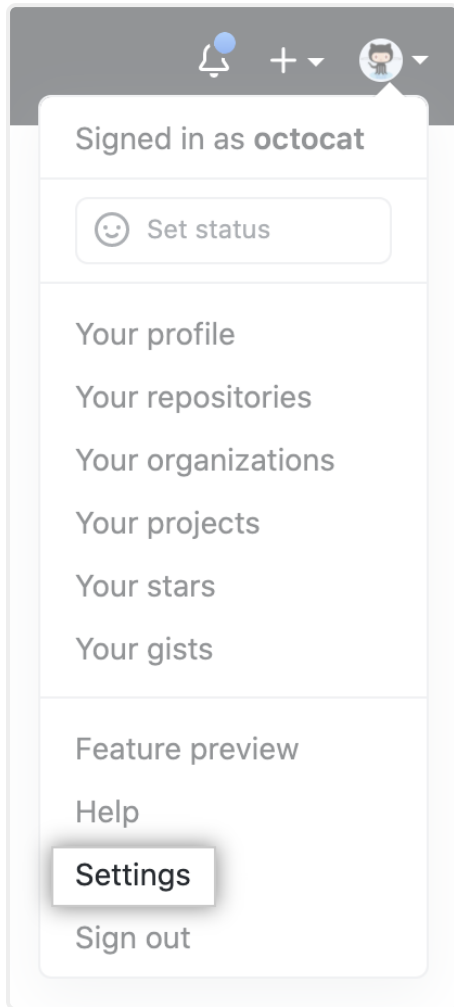 Signed in as octocat
Set status
Your profile
Your repositories
Your organizations
Your projects
Your stars
Your gists
Feature preview
Help
Settings
Sign out